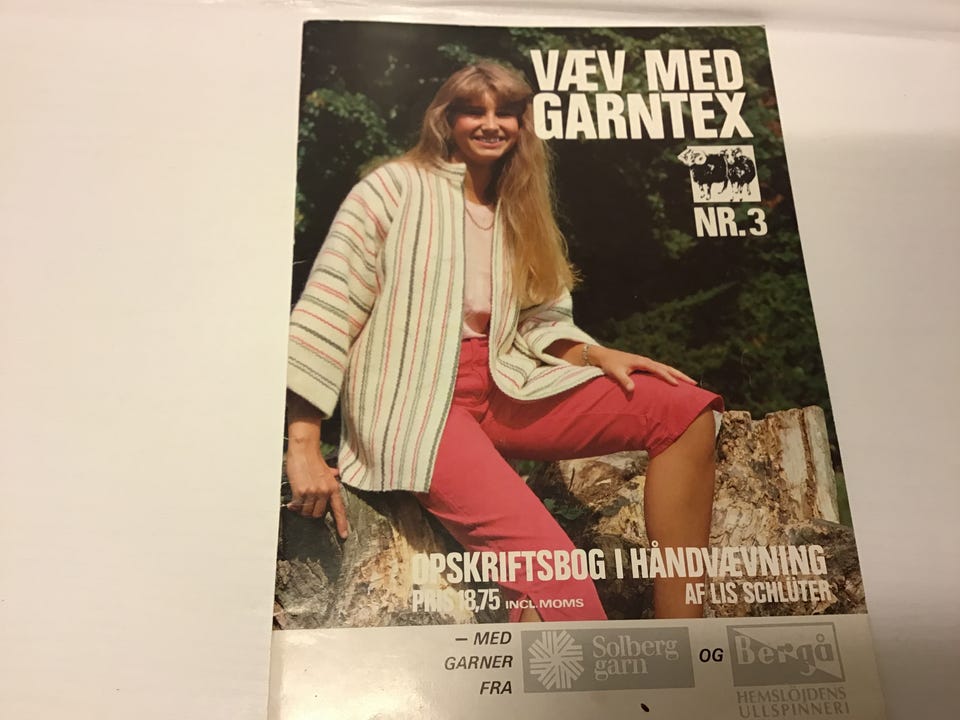 VÆV MED
GARNTEX
NR. 3
OPSKRIFTSBOG I HÅNDVÆVNING
PRIS 18,75 INCL. MOMS
AF LIS SCHLÜTER
– MED
GARNER
FRA
Solberg
garn
OG
Bergå
HEMSLÖJDENS
ULLSPINNERI